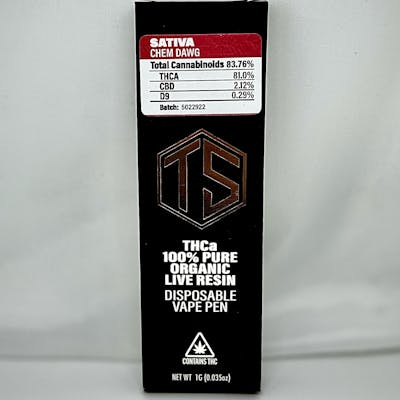 SATIVA
CHEM DAWG
Total Cannabinoids 83.76%
THCA 81.0%
CBD 2.12%
D9 0.29%
Batch: 5022922
TS
THCa
100% PURE
ORGANIC
LIVE RESIN
DISPOSABLE
VAPE PEN
CONTAINS THC
NET WT 1G (0.035oz)